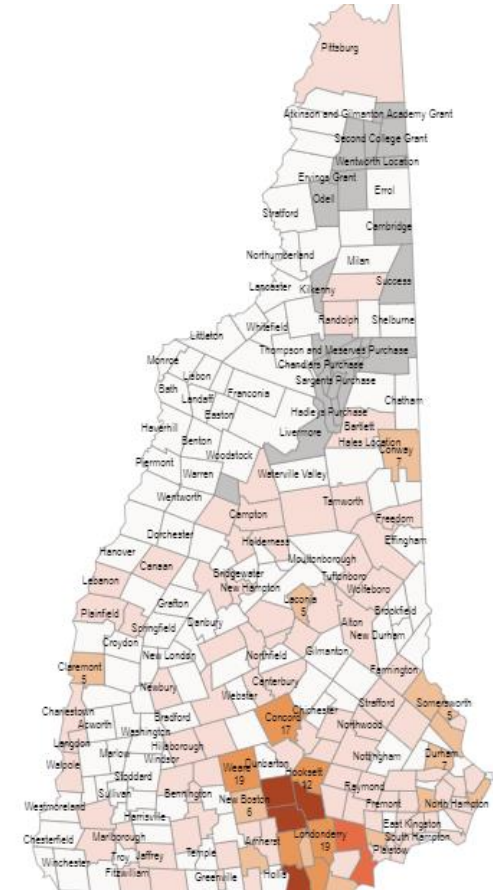 Pittsburg
Atkinson and Gilmanton Academy Grant
Second College Grant
Wentworth Location
Ervings Grant
Odell
Errol
Stratford
Cambridge
Northumberland
Milan
Lancaster
Kilkenny
Success
Randolph
Shelburne
Whitefield
Littleton
Thompson and Meserves Purchase
Monroe
Chandlers Purchase
Lisbon
Sargents Purchase
Bath
Landaff
Franconia
Chatham
Easton
Hadleys Purchase
Haverhill
Bartlett
Livermore
Benton
Hales Location
Conway
7
Woodstock
Piermont
Warren
Waterville Valley
Wentworth
Tamworth
Campton
Freedom
Dorchester
Holderness
Effingham
Hanover
Moultonborough
Canaan
Bridgewater
Tuftonboro
Lebanon
New Hampton
Wolfeboro
Grafton
Laconia
5
Plainfield
Brookfield
Springfield
Danbury
Alton
New Durham
Croydon
Gilmanton
New London
Northfield
Claremont
5
Farmington
Canterbury
Newbury
Webster
Strafford
Somersworth
5
Charlestown
Acworth
Bradford
Concord
17
Chichester
Northwood
Washington
Langdon
Hillsborough
Marlow
Windsor
Nottingham
Durham
7
Walpole
Dunbarton
Weare
19
Hooksett
12
Stoddard
Sullivan
Bennington
Raymond
New Boston
6
Westmoreland
Harrisville
Fremont
North Hampton
East Kingston
Chesterfield
Marlborough
Amherst
Londonderry
19
South Hampton
Plaistow
Winchester
Troy
Jaffrey
Temple
Fitzwilliam
Greenville
Hollis